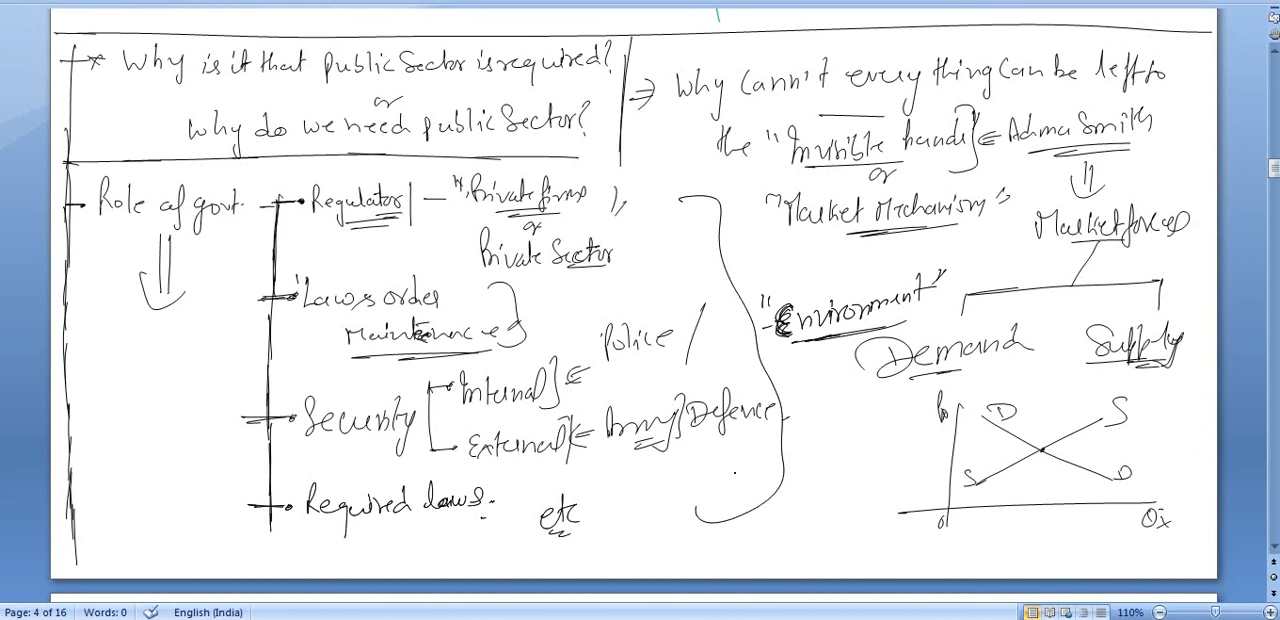 * Why is it that public Sector is required?
or
Why do we need public Sector?
⇒ Why Cann't every thing Can be left to
the "Invisible hands" ⇐ Adma Smith
or
"Market Mechanism"
Market forces
Demand Supply
- Role of govt.
• Regulator - "Private firms",
or
Private Sector
"Law & order
Maintenance
• Security
Internal ⇐ Police /
External ⇐ Army Defence
• Required laws.
etc
"Environment"
D S
S D
Qx
Page: 4 of 16 Words: 0 English (India) 110%